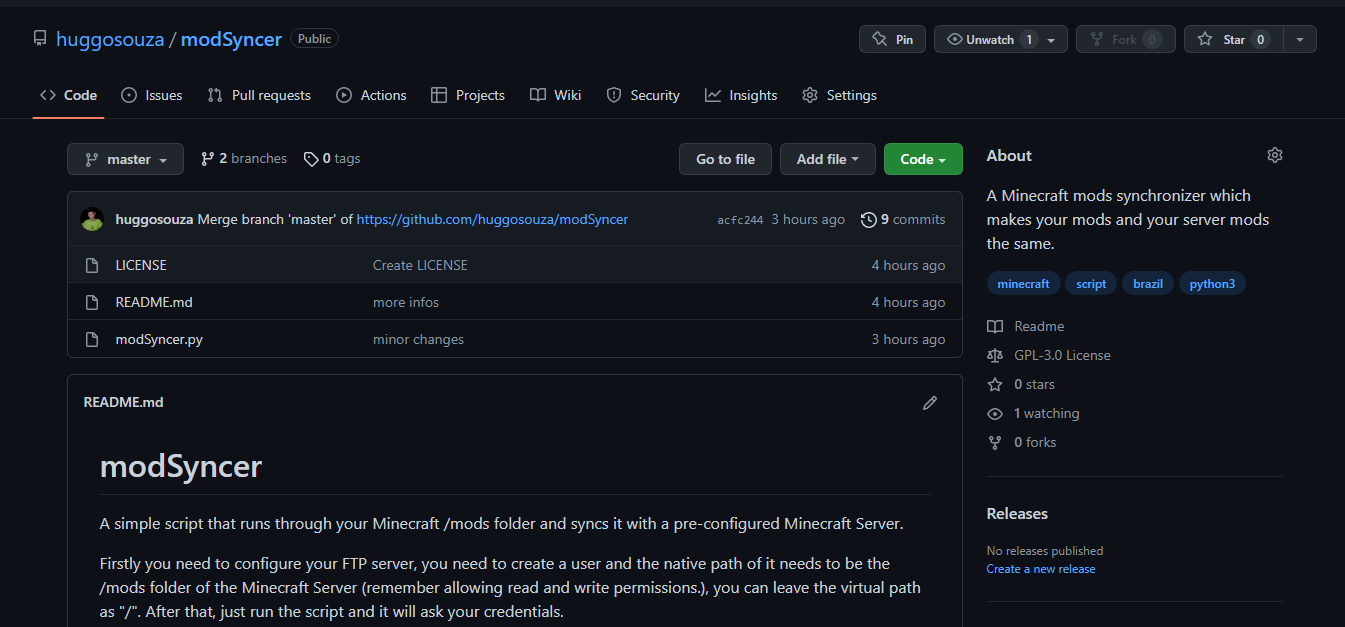 huggosouza / modSyncer Public
Pin Unwatch 1 Fork 0 Star 0
Code Issues Pull requests Actions Projects Wiki Security Insights Settings
master 2 branches 0 tags Go to file Add file Code
huggosouza Merge branch 'master' of https://github.com/huggosouza/modSyncer acfc244 3 hours ago 9 commits
LICENSE Create LICENSE 4 hours ago
README.md more infos 4 hours ago
modSyncer.py minor changes 3 hours ago
README.md
modSyncer
A simple script that runs through your Minecraft /mods folder and syncs it with a pre-configured Minecraft Server.
Firstly you need to configure your FTP server, you need to create a user and the native path of it needs to be the
/mods folder of the Minecraft Server (remember allowing read and write permissions.), you can leave the virtual path
as "/". After that, just run the script and it will ask your credentials.
About
A Minecraft mods synchronizer which
makes your mods and your server mods
the same.
minecraft script brazil python3
Readme
GPL-3.0 License
0 stars
1 watching
0 forks
Releases
No releases published
Create a new release